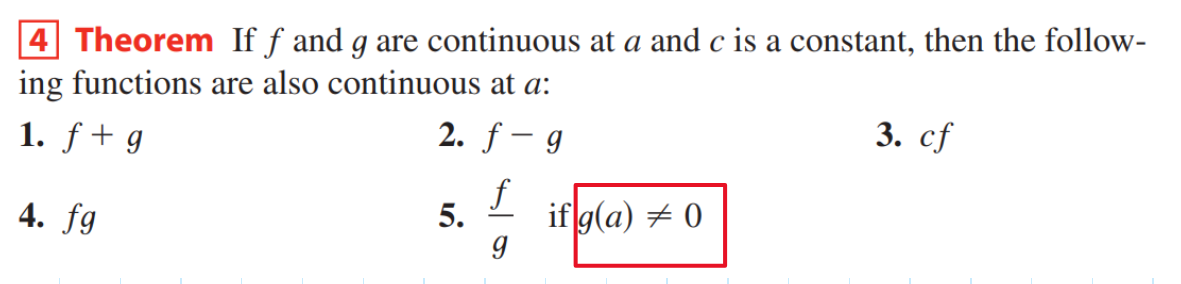 4 Theorem If f and g are continuous at a and c is a constant, then the follow-
ing functions are also continuous at a:
1. f + g 2. f − g 3. cf
4. fg 5. f/g if g(a) ≠ 0